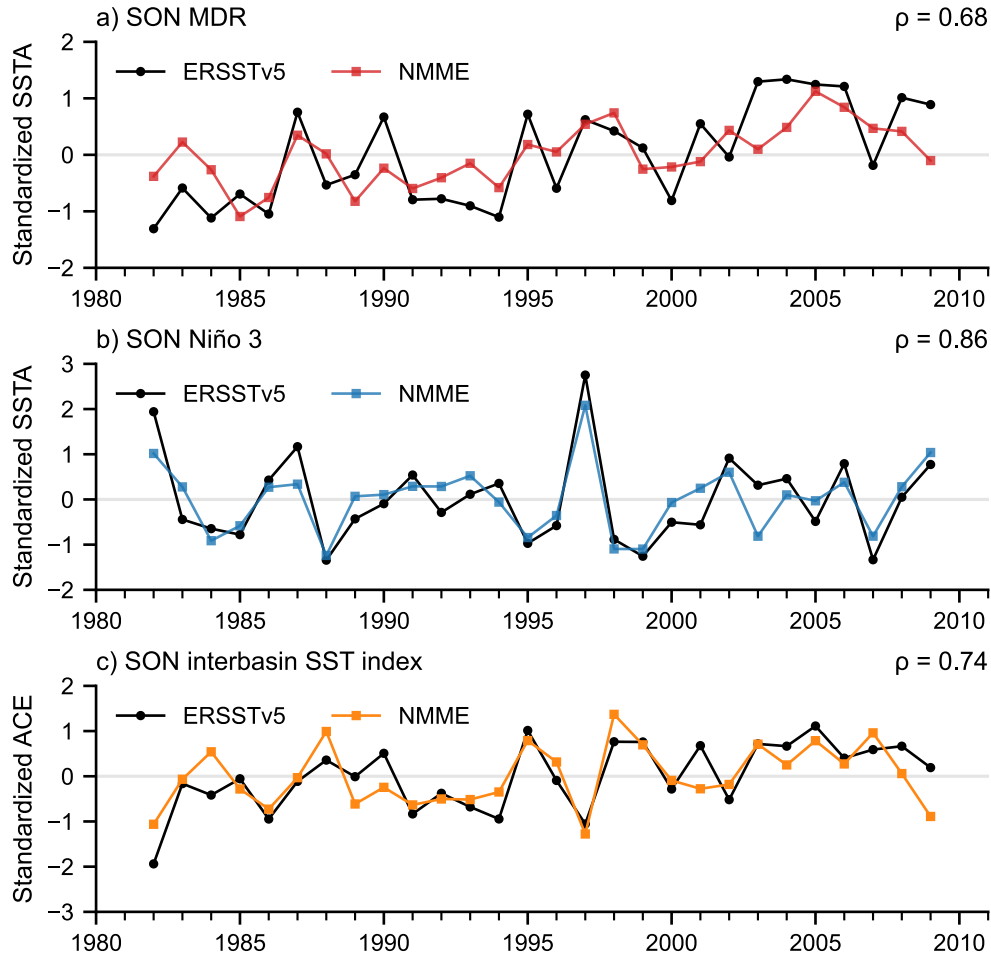 a) SON MDR ρ = 0.68
Standardized SSTA
ERSSTv5 NMME
2
1
0
−1
−2
1980 1985 1990 1995 2000 2005 2010
b) SON Niño 3 ρ = 0.86
Standardized SSTA
ERSSTv5 NMME
3
2
1
0
−1
−2
1980 1985 1990 1995 2000 2005 2010
c) SON interbasin SST index ρ = 0.74
Standardized ACE
ERSSTv5 NMME
2
1
0
−1
−2
−3
1980 1985 1990 1995 2000 2005 2010